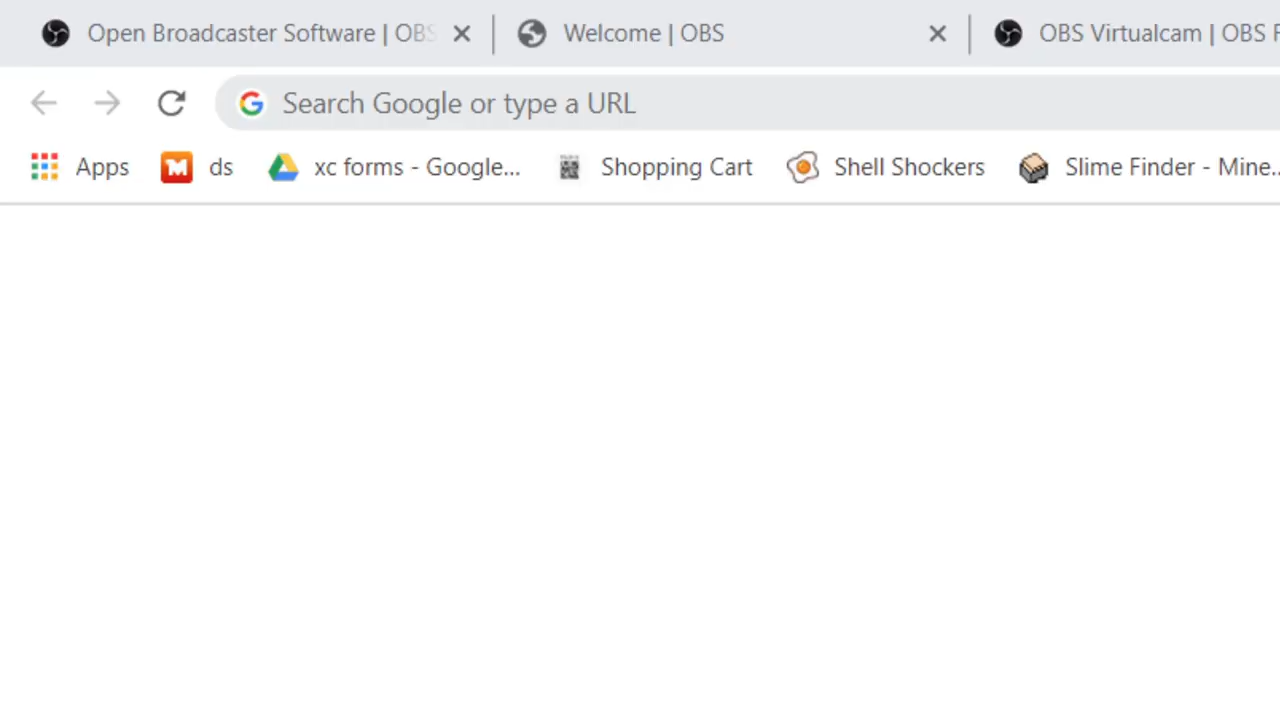 Open Broadcaster Software | OBS
Welcome | OBS
OBS Virtualcam | OBS F
Search Google or type a URL
Apps
ds
xc forms - Google...
Shopping Cart
Shell Shockers
Slime Finder - Mine...